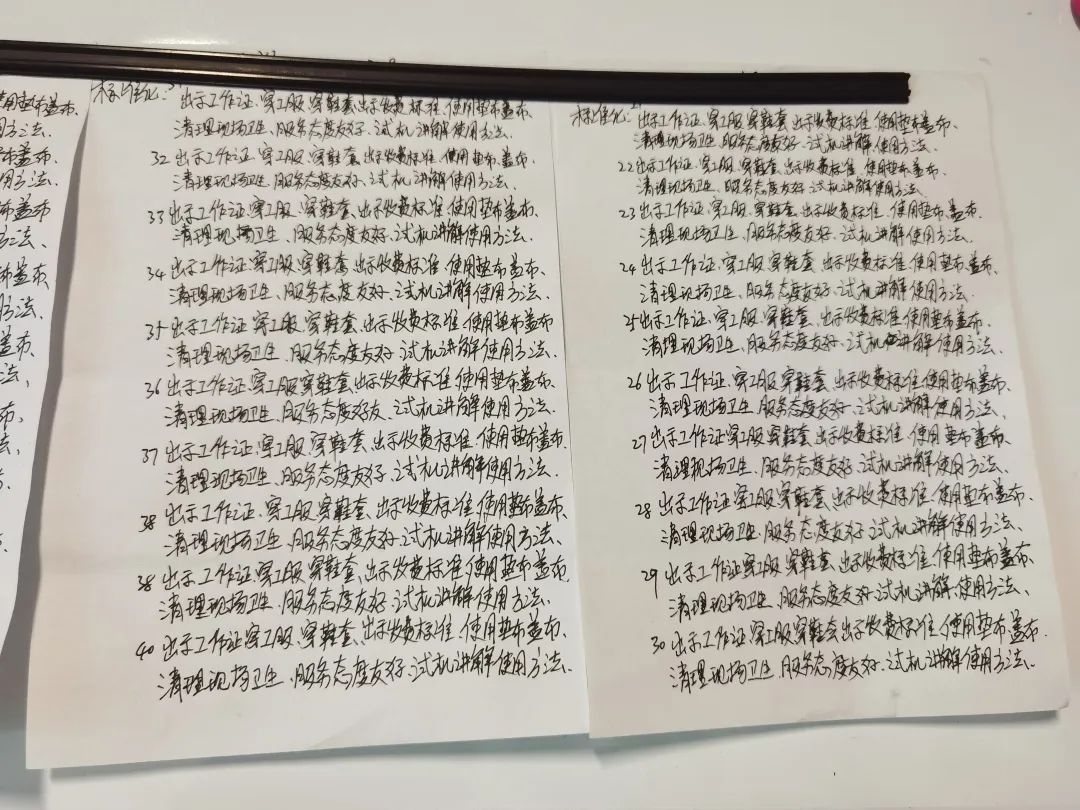 用垫布盖布、
用方法、
布盖布、
用方法、
布盖布
方法、
盖布、
方法、
盖布、
法、
布、
法、
布、
标准化：31 出示工作证、穿工服、穿鞋套、出示收费标准、使用垫布盖布、
清理现场卫生、服务态度友好、试机讲解使用方法、
32 出示工作证、穿工服、穿鞋套、出示收费标准、使用垫布盖布、
清理现场卫生、服务态度友好、试机讲解使用方法、
33 出示工作证、穿工服、穿鞋套、出示收费标准、使用垫布盖布、
清理现场卫生、服务态度友好、试机讲解使用方法、
34 出示工作证、穿工服、穿鞋套、出示收费标准、使用垫布盖布、
清理现场卫生、服务态度友好、试机讲解使用方法、
35 出示工作证、穿工服、穿鞋套、出示收费标准、使用垫布盖布
清理现场卫生、服务态度友好、试机讲解使用方法、
36 出示工作证、穿工服、穿鞋套、出示收费标准、使用垫布盖布、
清理现场卫生、服务态度好友、试机讲解使用方法、
37 出示工作证、穿工服、穿鞋套、出示收费标准、使用垫布盖布、
清理现场卫生、服务态度友好、试机讲解使用方法、
38 出示工作证、穿工服、穿鞋套、出示收费标准、使用垫布盖布、
清理现场卫生、服务态度友好、试机讲解使用方法、
38 出示工作证、穿工服、穿鞋套、出示收费标准、使用垫布盖布、
清理现场卫生、服务态度友好、试机讲解使用方法、
40 出示工作证、穿工服、穿鞋套、出示收费标准、使用垫布盖布、
清理现场卫生、服务态度友好、试机讲解使用方法、
标准化：21 出示工作证、穿工服、穿鞋套、出示收费标准、使用垫布盖布、
清理现场卫生、服务态度友好、试机讲解使用方法、
22 出示工作证、穿工服、穿鞋套、出示收费标准、使用垫布盖布、
清理现场卫生、服务态度友好、试机讲解使用方法、
23 出示工作证、穿工服、穿鞋套、出示收费标准、使用垫布盖布、
清理现场卫生、服务态度友好、试机讲解使用方法、
24 出示工作证、穿工服、穿鞋套、出示收费标准、使用垫布盖布、
清理现场卫生、服务态度友好、试机讲解使用方法、
25 出示工作证、穿工服、穿鞋套、出示收费标准、使用垫布盖布、
清理现场卫生、服务态度友好、试机讲解使用方法、
26 出示工作证、穿工服、穿鞋套、出示收费标准、使用垫布盖布、
清理现场卫生、服务态度友好、试机讲解使用方法、
27 出示工作证、穿工服、穿鞋套、出示收费标准、使用垫布盖布、
清理现场卫生、服务态度友好、试机讲解使用方法、
28 出示工作证、穿工服、穿鞋套、出示收费标准、使用垫布盖布、
清理现场卫生、服务态度友好、试机讲解使用方法、
29 出示工作证、穿工服、穿鞋套、出示收费标准、使用垫布盖布、
清理现场卫生、服务态度友好、试机讲解使用方法、
30 出示工作证、穿工服、穿鞋套、出示收费标准、使用垫布盖布、
清理现场卫生、服务态度友好、试机讲解使用方法、